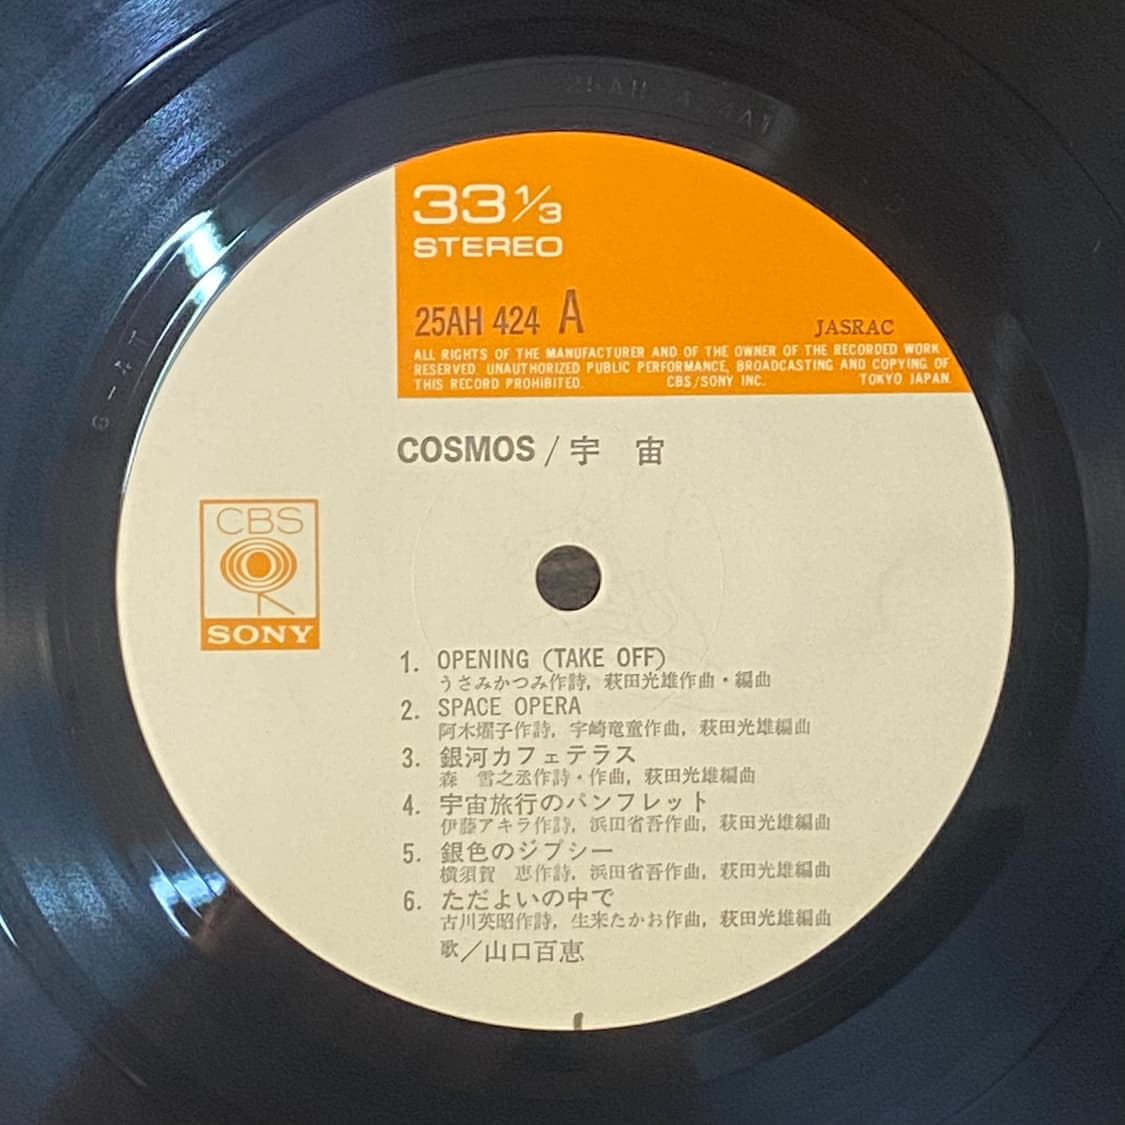 33 1/3
STEREO
25AH 424 A
JASRAC
ALL RIGHTS OF THE MANUFACTURER AND OF THE OWNER OF THE RECORDED WORK
RESERVED. UNAUTHORIZED PUBLIC PERFORMANCE, BROADCASTING AND COPYING OF
THIS RECORD PROHIBITED. CBS/SONY INC. TOKYO JAPAN.
COSMOS/宇 宙
CBS
SONY
1. OPENING (TAKE OFF)
うさみかつみ作詩, 萩田光雄作曲・編曲
2. SPACE OPERA
阿木燿子作詩, 宇崎竜童作曲, 萩田光雄編曲
3. 銀河カフェテラス
森 雪之丞作詩・作曲, 萩田光雄編曲
4. 宇宙旅行のパンフレット
伊藤アキラ作詩, 浜田省吾作曲, 萩田光雄編曲
5. 銀色のジプシー
横須賀 恵作詩, 浜田省吾作曲, 萩田光雄編曲
6. ただよいの中で
古川英昭作詩, 生来たかお作曲, 萩田光雄編曲
歌/山口百恵